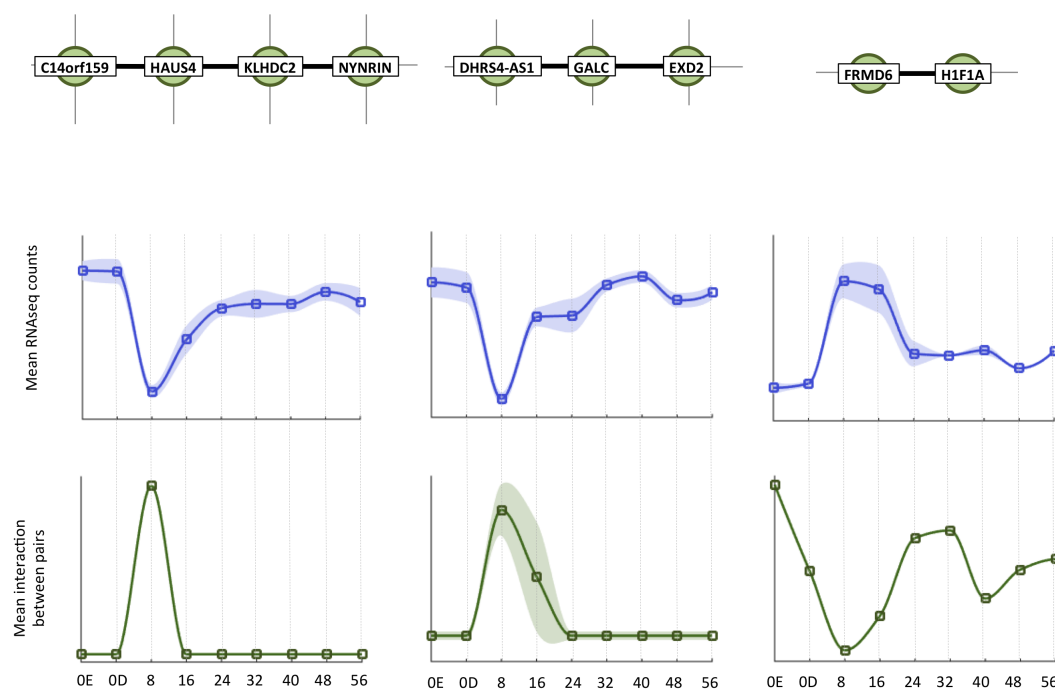 C14orf159 HAUS4 KLHDC2 NYNRIN
DHRS4-AS1 GALC EXD2
FRMD6 H1F1A
Mean RNAseq counts
Mean interaction
between pairs
0E 0D 8 16 24 32 40 48 56
0E 0D 8 16 24 32 40 48 56
0E 0D 8 16 24 32 40 48 56